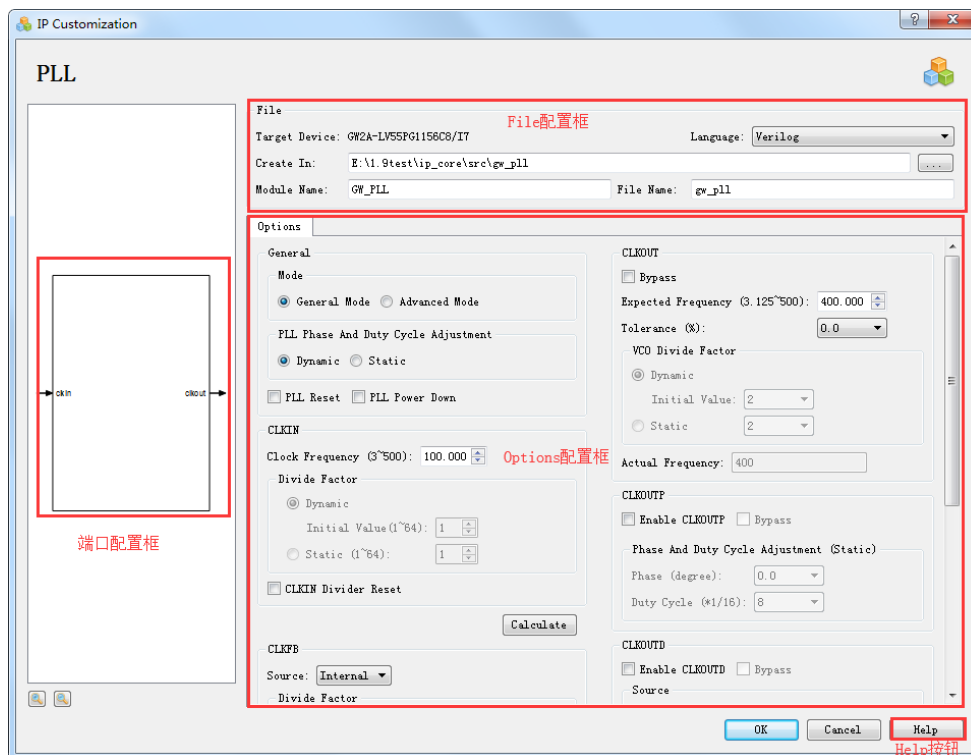 IP Customization
PLL
File
File配置框
Target Device: GW2A-LV55PG1156C8/I7
Language: Verilog
Create In: E:\1.9test\ip_core\src\gw_pll ...
Module Name: GW_PLL
File Name: gw_pll
ckin
clkout
端口配置框
Options
General
Mode
General Mode Advanced Mode
PLL Phase And Duty Cycle Adjustment
Dynamic Static
PLL Reset PLL Power Down
CLKIN
Clock Frequency (3~500): 100.000
Options配置框
Divide Factor
Dynamic
Initial Value(1~64): 1
Static (1~64): 1
CLKIN Divider Reset
Calculate
CLKFB
Source: Internal
Divide Factor
CLKOUT
Bypass
Expected Frequency (3.125~500): 400.000
Tolerance (%): 0.0
VCO Divide Factor
Dynamic
Initial Value: 2
Static 2
Actual Frequency: 400
CLKOUTP
Enable CLKOUTP Bypass
Phase And Duty Cycle Adjustment (Static)
Phase (degree): 0.0
Duty Cycle (*1/16): 8
CLKOUTD
Enable CLKOUTD Bypass
Source
OK Cancel Help
Help按钮